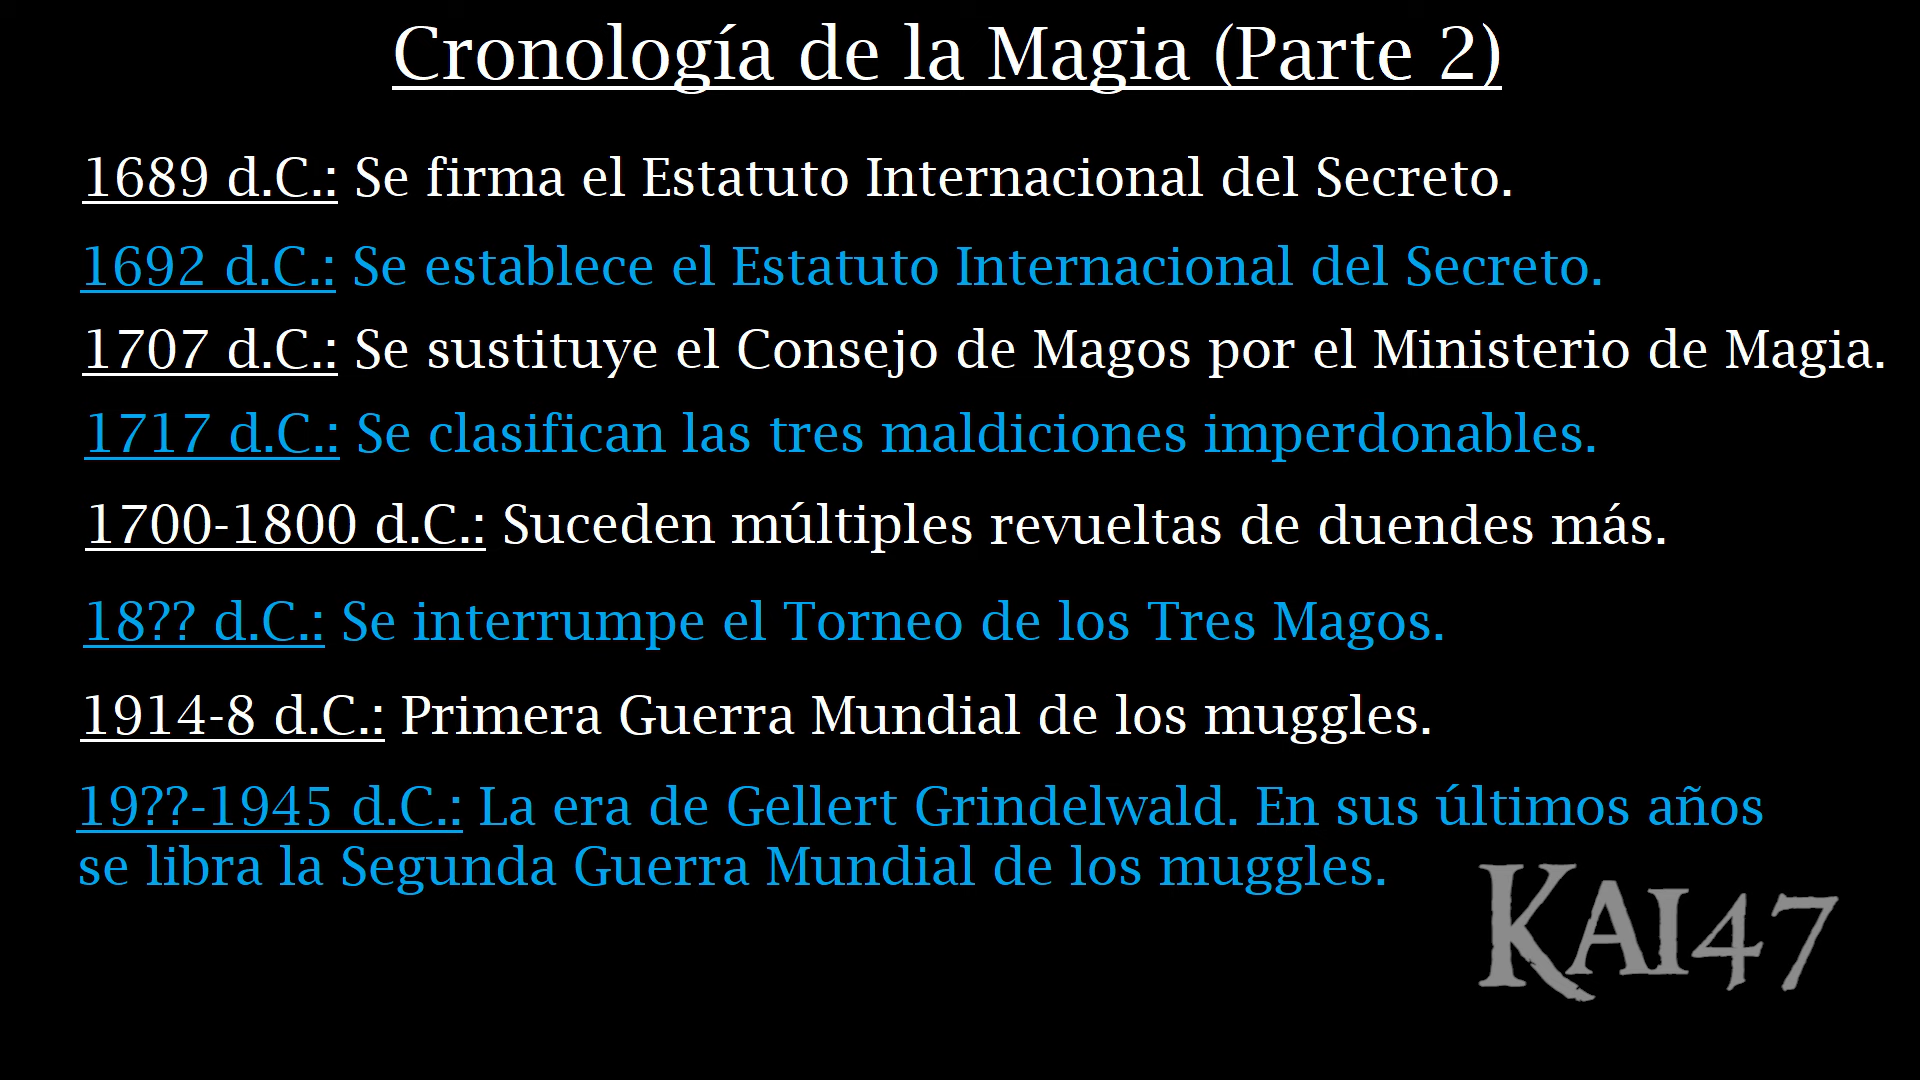 Cronología de la Magia (Parte 2)
1689 d.C.: Se firma el Estatuto Internacional del Secreto.
1692 d.C.: Se establece el Estatuto Internacional del Secreto.
1707 d.C.: Se sustituye el Consejo de Magos por el Ministerio de Magia.
1717 d.C.: Se clasifican las tres maldiciones imperdonables.
1700-1800 d.C.: Suceden múltiples revueltas de duendes más.
18?? d.C.: Se interrumpe el Torneo de los Tres Magos.
1914-8 d.C.: Primera Guerra Mundial de los muggles.
19??-1945 d.C.: La era de Gellert Grindelwald. En sus últimos años
se libra la Segunda Guerra Mundial de los muggles.
KAI47